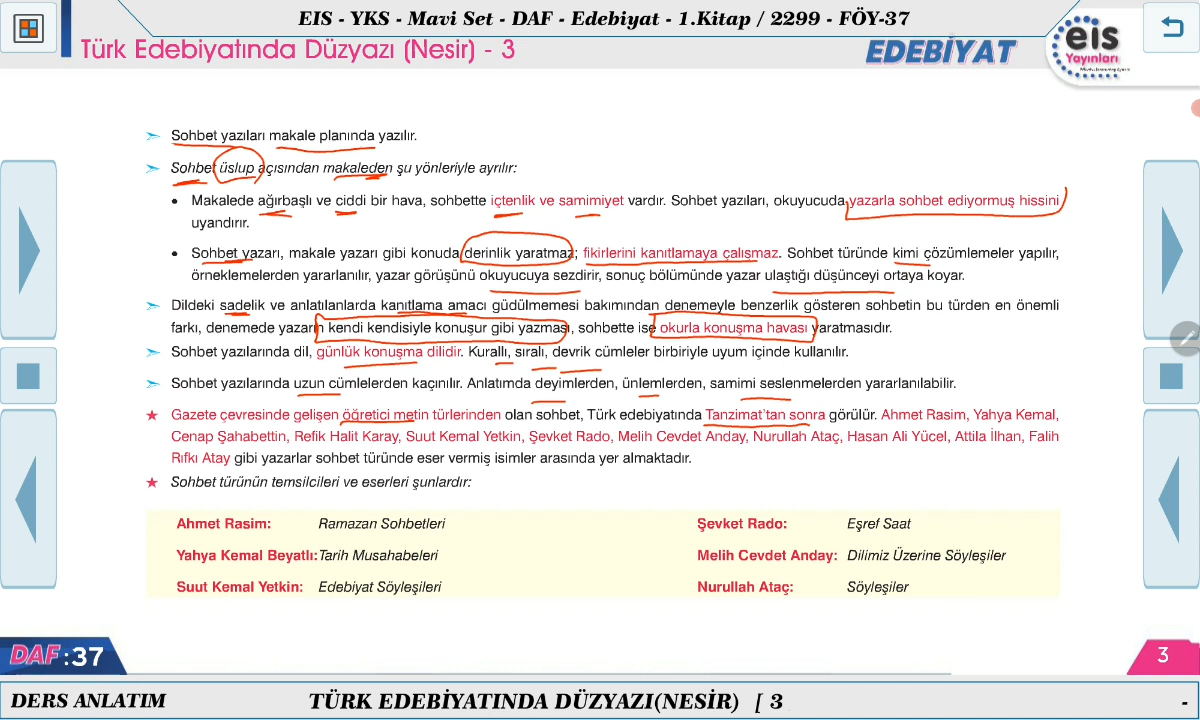 EIS - YKS - Mavi Set - DAF - Edebiyat - 1.Kitap / 2299 - FÖY-37
Türk Edebiyatında Düzyazı (Nesir) - 3
EDEBİYAT
eis
Yayınları
Sohbet yazıları makale planında yazılır.
Sohbet üslup açısından makaleden şu yönleriyle ayrılır:
• Makalede ağırbaşlı ve ciddi bir hava, sohbette içtenlik ve samimiyet vardır. Sohbet yazıları, okuyucuda yazarla sohbet ediyormuş hissini
uyandırır.
• Sohbet yazarı, makale yazarı gibi konuda derinlik yaratmaz; fikirlerini kanıtlamaya çalışmaz. Sohbet türünde kimi çözümlemeler yapılır,
örneklemelerden yararlanılır, yazar görüşünü okuyucuya sezdirir, sonuç bölümünde yazar ulaştığı düşünceyi ortaya koyar.
Dildeki sadelik ve anlatılanlarda kanıtlama amacı güdülmemesi bakımından denemeyle benzerlik gösteren sohbetin bu türden en önemli
farkı, denemede yazarın kendi kendisiyle konuşur gibi yazması, sohbette ise okurla konuşma havası yaratmasıdır.
Sohbet yazılarında dil, günlük konuşma dilidir. Kurallı, sıralı, devrik cümleler birbiriyle uyum içinde kullanılır.
Sohbet yazılarında uzun cümlelerden kaçınılır. Anlatımda deyimlerden, ünlemlerden, samimi seslenmelerden yararlanılabilir.
★ Gazete çevresinde gelişen öğretici metin türlerinden olan sohbet, Türk edebiyatında Tanzimat'tan sonra görülür. Ahmet Rasim, Yahya Kemal,
Cenap Şahabettin, Refik Halit Karay, Suut Kemal Yetkin, Şevket Rado, Melih Cevdet Anday, Nurullah Ataç, Hasan Ali Yücel, Attila İlhan, Falih
Rıfkı Atay gibi yazarlar sohbet türünde eser vermiş isimler arasında yer almaktadır.
★ Sohbet türünün temsilcileri ve eserleri şunlardır:
Ahmet Rasim: Ramazan Sohbetleri
Şevket Rado: Eşref Saat
Yahya Kemal Beyatlı: Tarih Musahabeleri
Melih Cevdet Anday: Dilimiz Üzerine Söyleşiler
Suut Kemal Yetkin: Edebiyat Söyleşileri
Nurullah Ataç: Söyleşiler
DAF:37
3
DERS ANLATIM
TÜRK EDEBİYATINDA DÜZYAZI(NESİR) [ 3
-